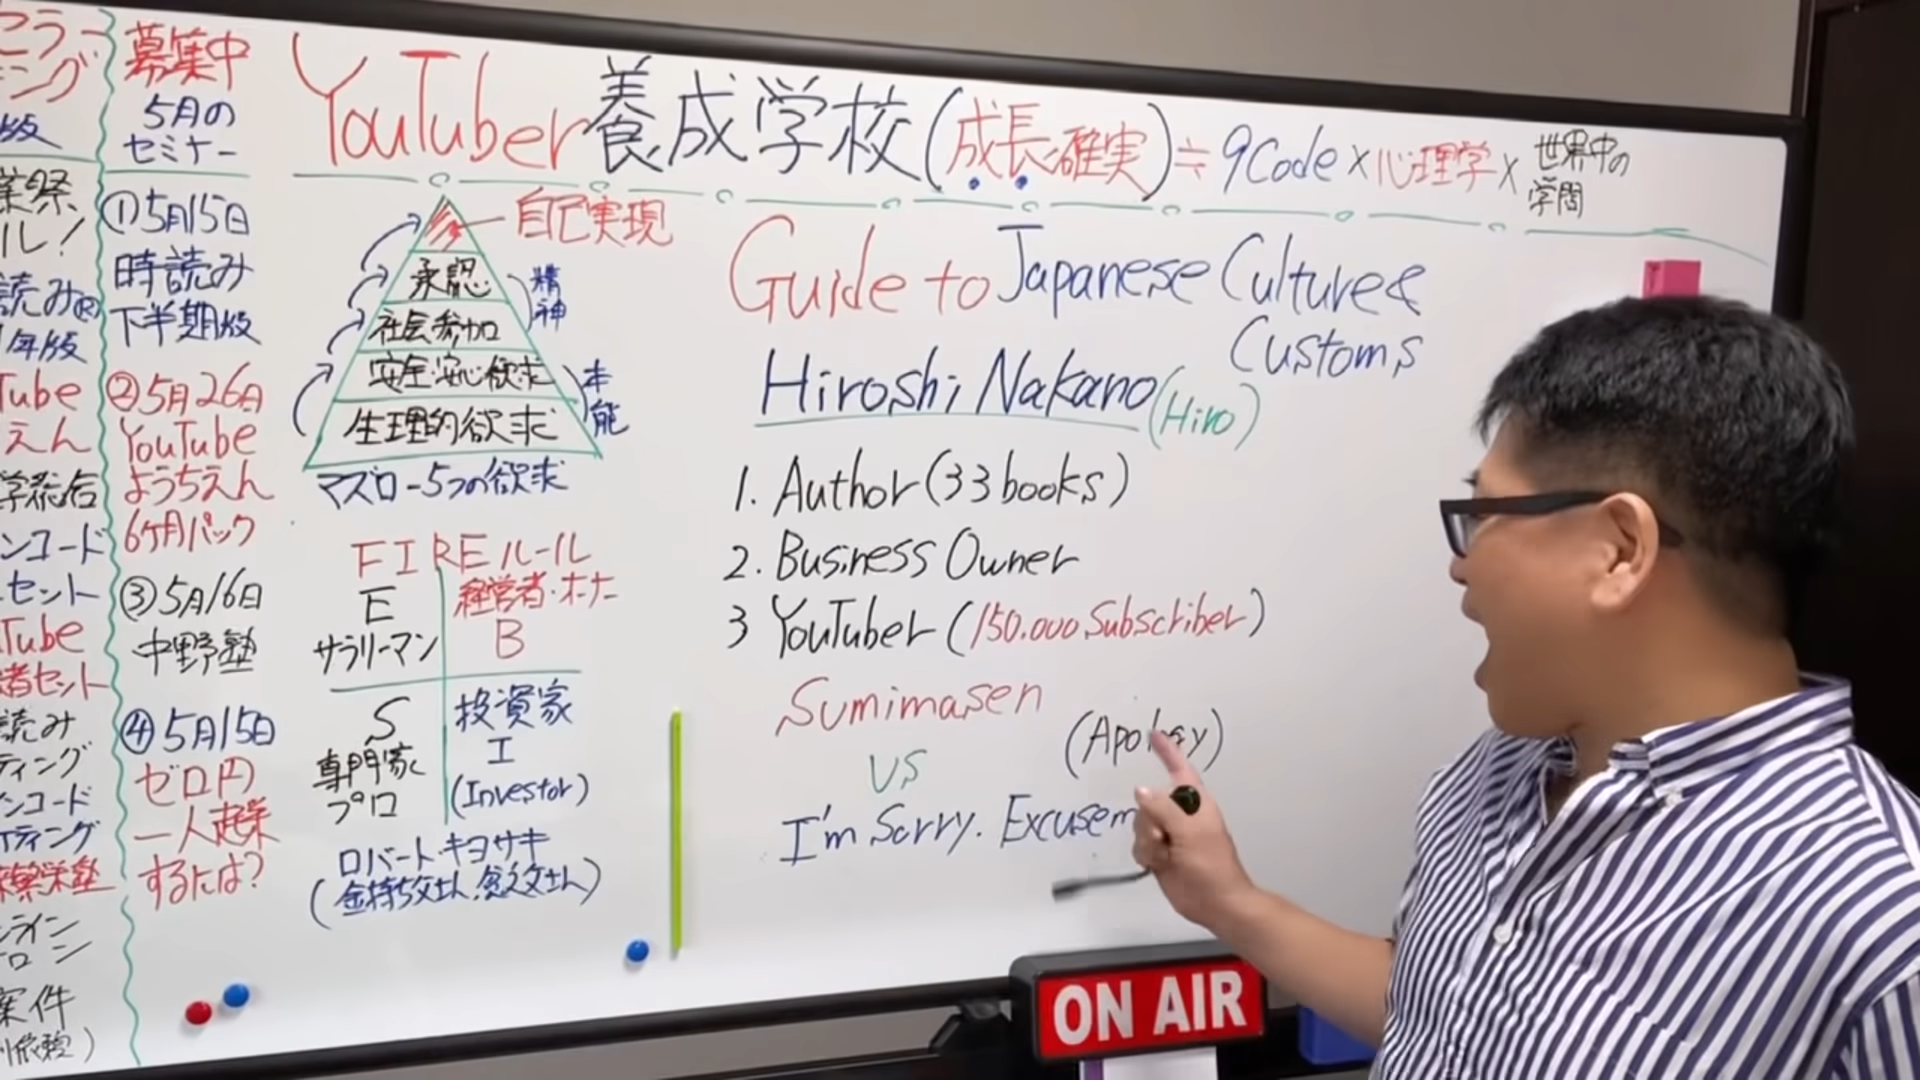 募集中
5月の
セミナー
①5月15日
時読み
下半期版
②5月26日
YouTube
ようちえん
6ケ月パック
③5月16日
中野塾
④5月15日
ゼロ円
一人起業
するには?
YouTuber養成学校(成長確実)≒9Code×心理学×世界中の
学問
自己実現
承認
社会参加
精神
安全・安心欲求
生理的欲求
本能
マズロー5つの欲求
FIREルール
E
サラリーマン
経営者・オーナー
B
S
専門家
プロ
投資家
I
(Investor)
ロバート・キヨサキ
(金持ち父さん、貧乏父さん)
Guide to Japanese Culture &
Customs
Hiroshi Nakano (Hiro)
1. Author (33 books)
2. Business Owner
3 YouTuber (150.000 Subscriber)
Sumimasen
VS
I'm Sorry. Excuse
ON AIR